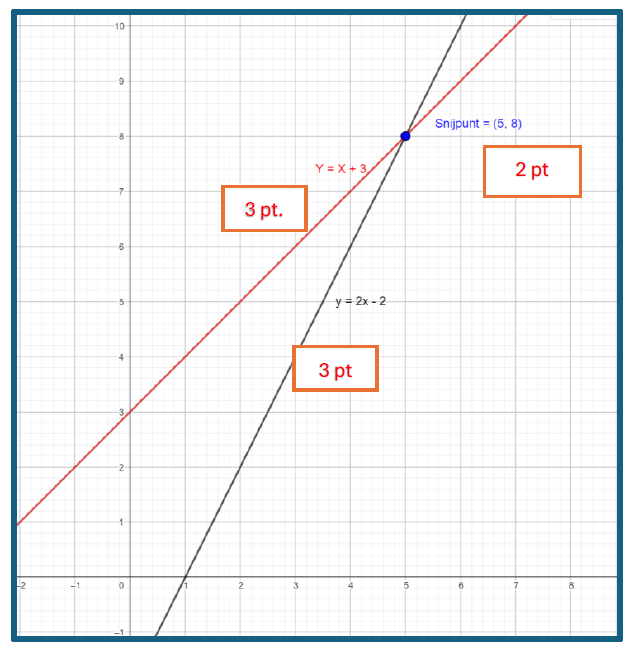 10
9
8
Snijpunt = (5, 8)
Y = X + 3
2 pt
7
3 pt.
6
5
y = 2x - 2
4
3 pt
3
2
1
-2 -1 0 1 2 3 4 5 6 7 8
-1